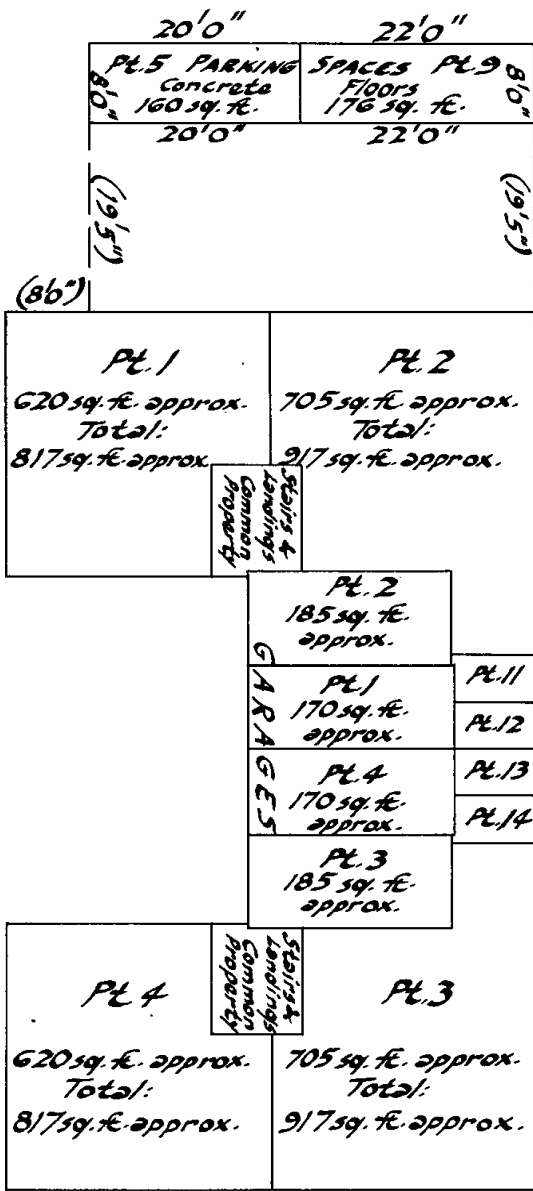 20'0" 22'0"
Pt.5 PARKING SPACES Pt.9
8'0" Concrete Floors 8'0"
160 sq. ft. 176 sq. ft.
20'0" 22'0"
(19'5") (19'5")
(8'0")
Pt.1 Pt.2
620 sq. ft. approx. 705 sq. ft. approx.
Total: Total:
817 sq. ft. approx. 917 sq. ft. approx.
Stairs &
Landings
Common
Property
Pt.2
185 sq. ft.
approx.
GARAGES
Pt.1
170 sq. ft.
approx.
Pt.4
170 sq. ft.
approx.
Pt.3
185 sq. ft.
approx.
Pt.11
Pt.12
Pt.13
Pt.14
Stairs &
Landings
Common
Property
Pt 4 Pt.3
620 sq. ft. approx. 705 sq. ft. approx.
Total: Total:
817 sq. ft. approx. 917 sq. ft. approx.